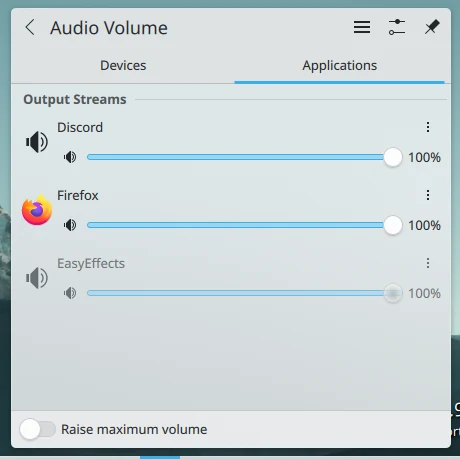 Audio Volume
Devices
Applications
Output Streams
Discord
100%
Firefox
100%
EasyEffects
100%
Raise maximum volume